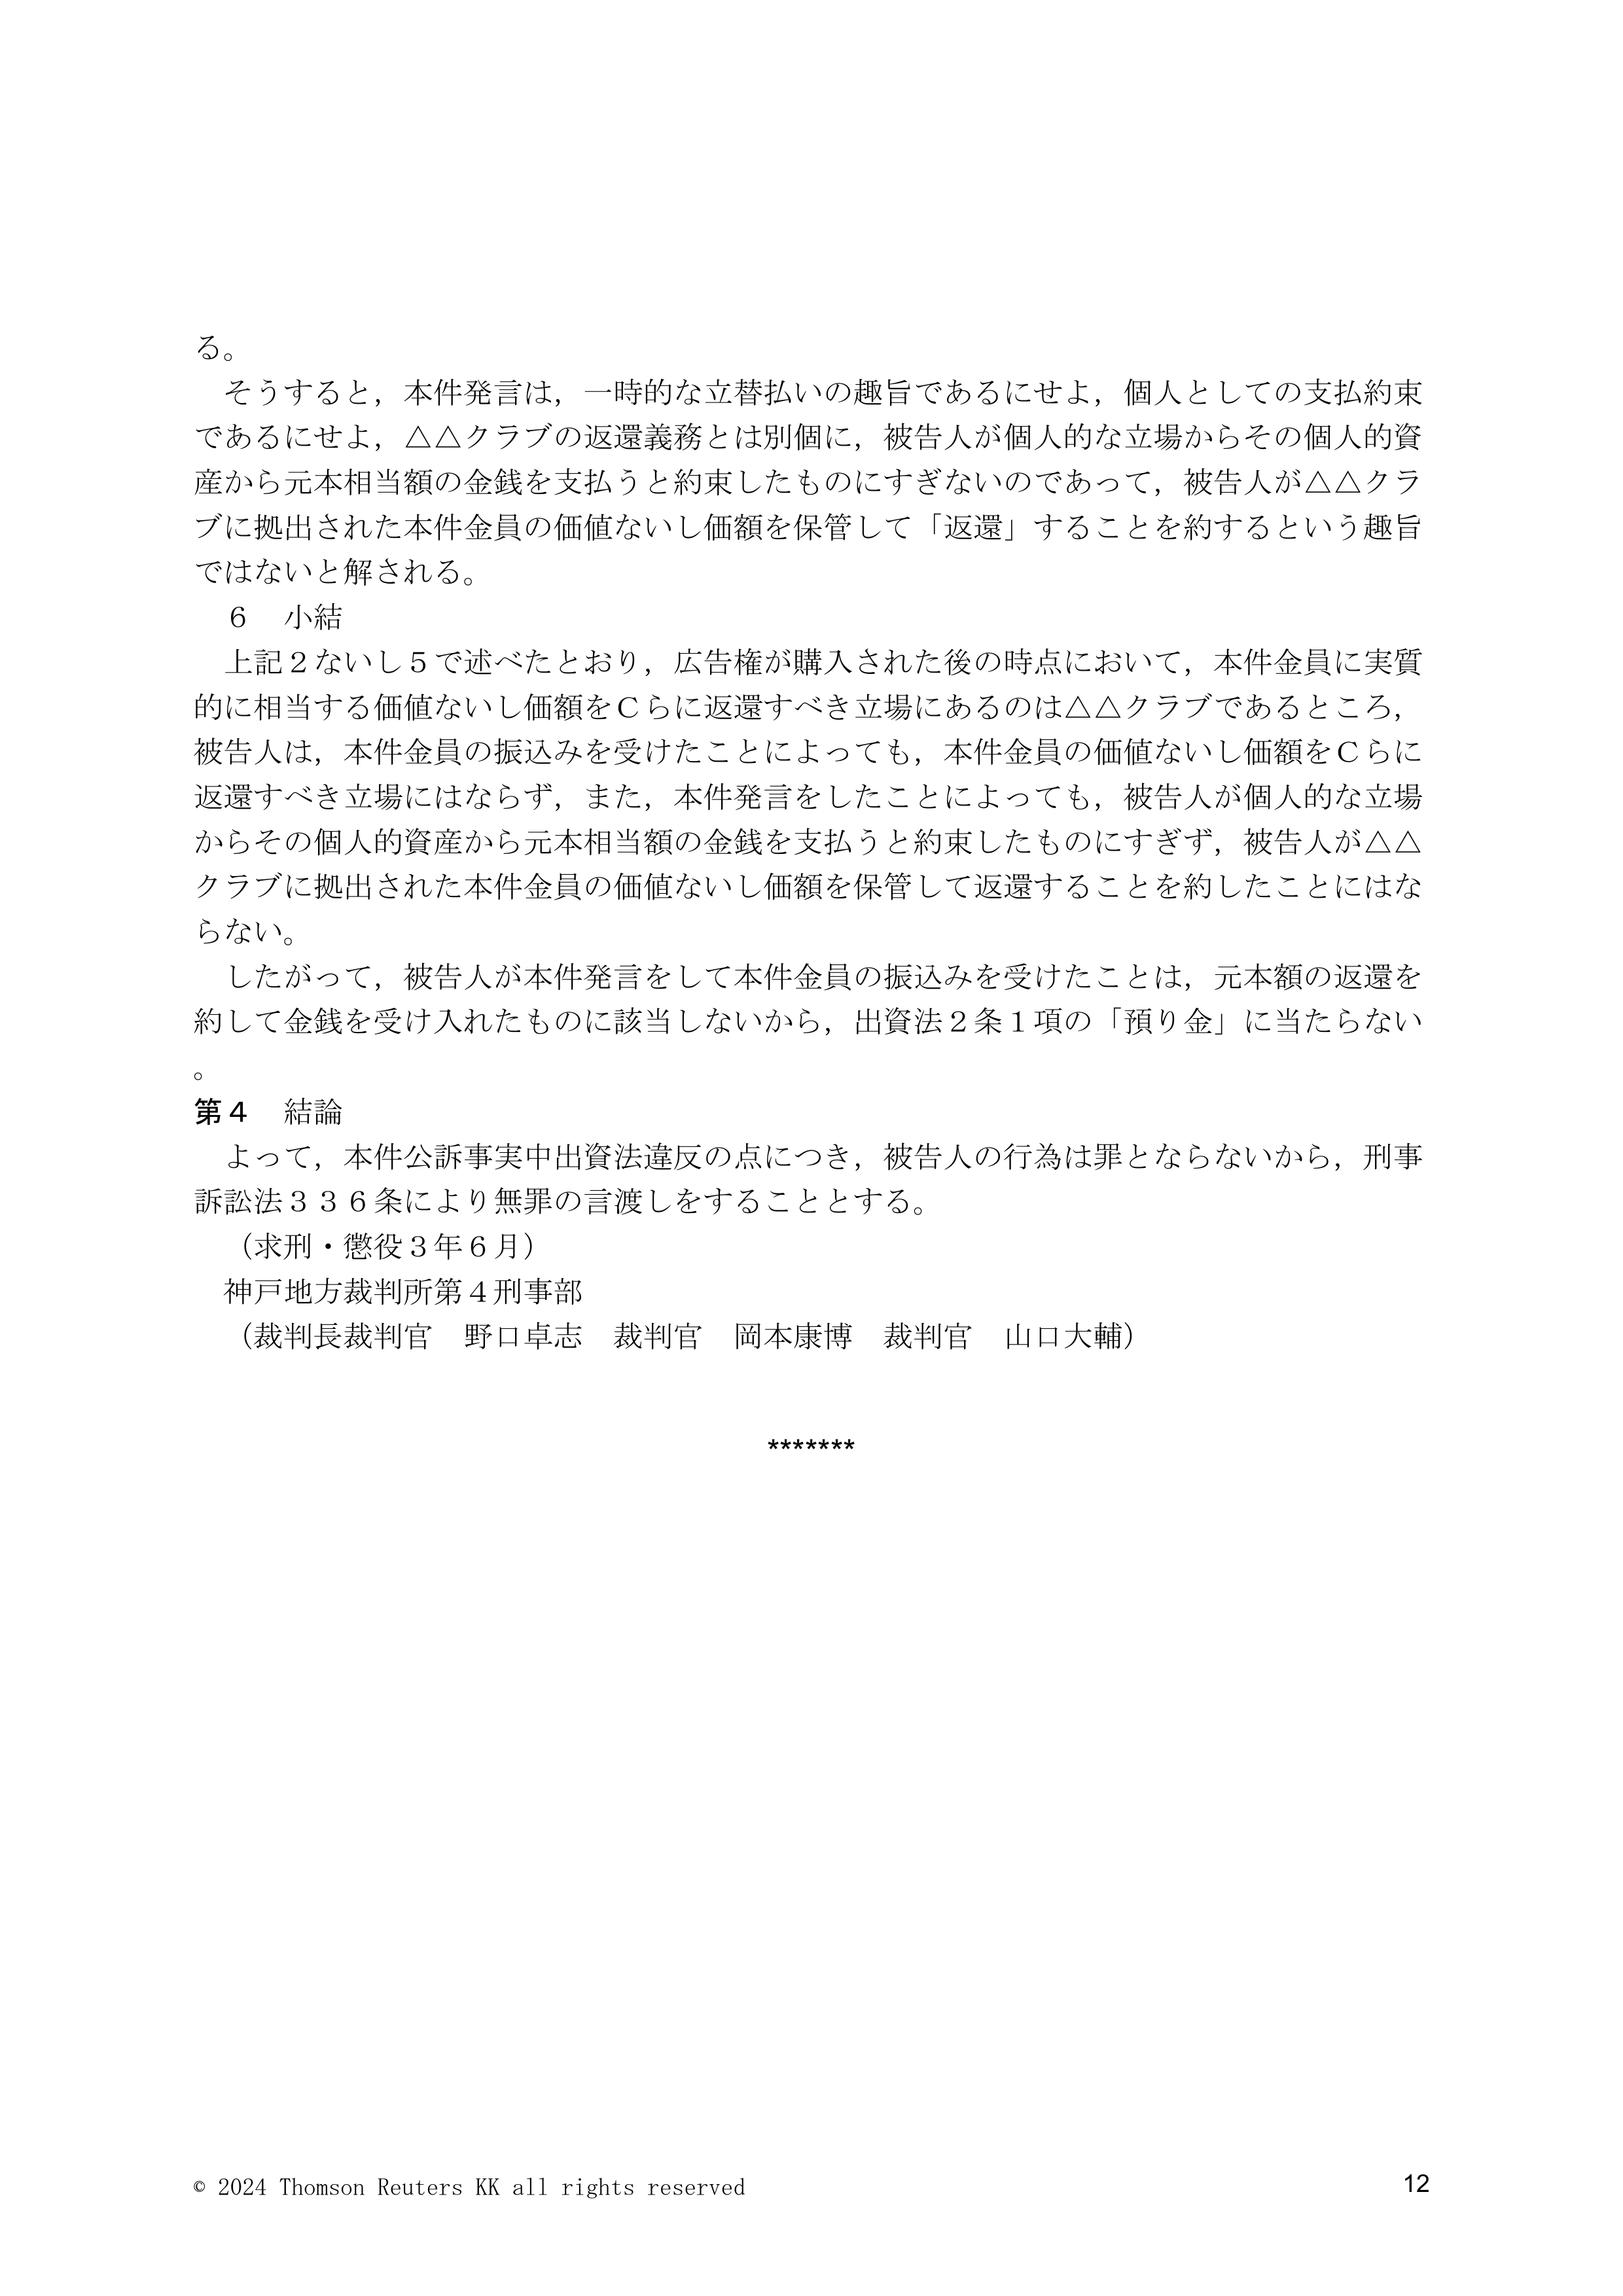 る。
　そうすると，本件発言は，一時的な立替払いの趣旨であるにせよ，個人としての支払約束
であるにせよ，△△クラブの返還義務とは別個に，被告人が個人的な立場からその個人的資
産から元本相当額の金銭を支払うと約束したものにすぎないのであって，被告人が△△クラ
ブに拠出された本件金員の価値ないし価額を保管して「返還」することを約するという趣旨
ではないと解される。
　６　小結
　上記２ないし５で述べたとおり，広告権が購入された後の時点において，本件金員に実質
的に相当する価値ないし価額をＣらに返還すべき立場にあるのは△△クラブであるところ，
被告人は，本件金員の振込みを受けたことによっても，本件金員の価値ないし価額をＣらに
返還すべき立場にはならず，また，本件発言をしたことによっても，被告人が個人的な立場
からその個人的資産から元本相当額の金銭を支払うと約束したものにすぎず，被告人が△△
クラブに拠出された本件金員の価値ないし価額を保管して返還することを約したことにはな
らない。
　したがって，被告人が本件発言をして本件金員の振込みを受けたことは，元本額の返還を
約して金銭を受け入れたものに該当しないから，出資法２条１項の「預り金」に当たらない
。
第４　結論
　よって，本件公訴事実中出資法違反の点につき，被告人の行為は罪とならないから，刑事
訴訟法３３６条により無罪の言渡しをすることとする。
　（求刑・懲役３年６月）
　神戸地方裁判所第４刑事部
　（裁判長裁判官　野口卓志　裁判官　岡本康博　裁判官　山口大輔）
*******
© 2024 Thomson Reuters KK all rights reserved
12